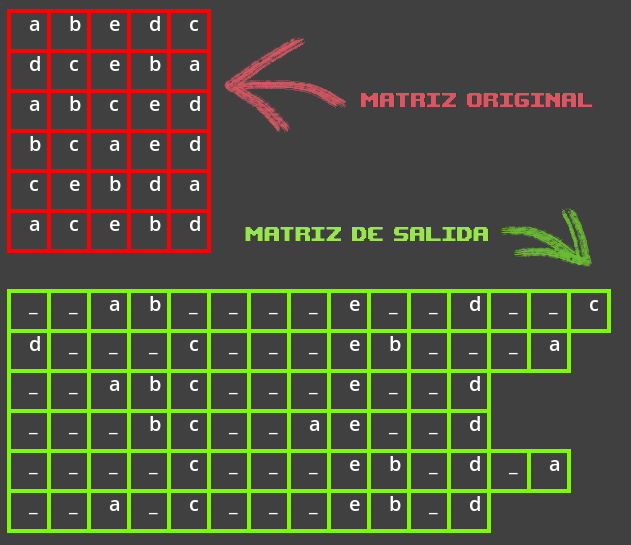 a b e d c
d c e b a
MATRIZ ORIGINAL
a b c e d
b c a e d
c e b d a
a c e b d
MATRIZ DE SALIDA
_ _ a b _ _ _ _ e _ _ d _ _ c
d _ _ _ c _ _ _ e b _ _ _ a
_ _ a b c _ _ _ e _ _ d
_ _ _ b c _ _ a e _ _ d
_ _ _ _ c _ _ _ e b _ d _ a
_ _ a _ c _ _ _ e b _ d